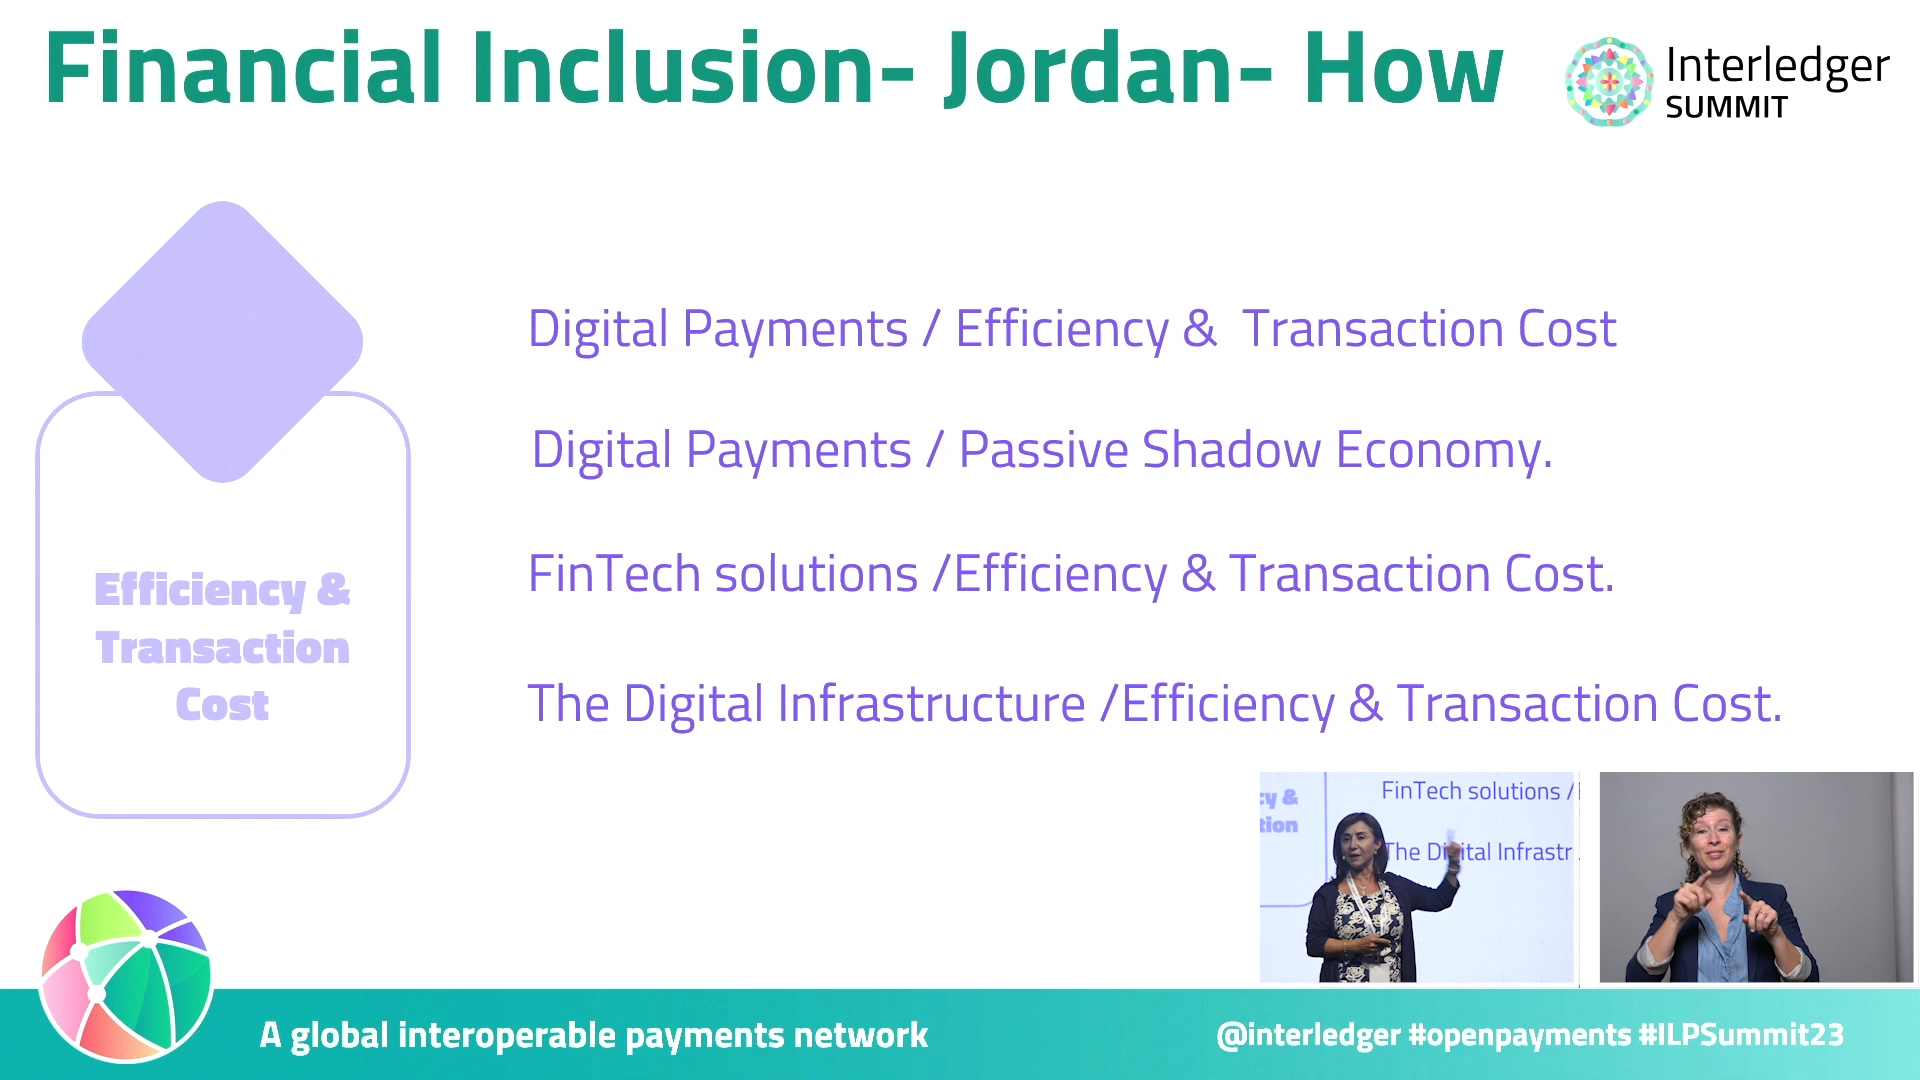 Financial Inclusion- Jordan- How
Interledger
SUMMIT
Digital Payments / Efficiency & Transaction Cost
Digital Payments / Passive Shadow Economy.
FinTech solutions /Efficiency & Transaction Cost.
The Digital Infrastructure /Efficiency & Transaction Cost.
Efficiency &
Transaction
Cost
cy &
tion
FinTech solutions /
The Digital Infrastr
A global interoperable payments network
@interledger #openpayments #ILPSummit23